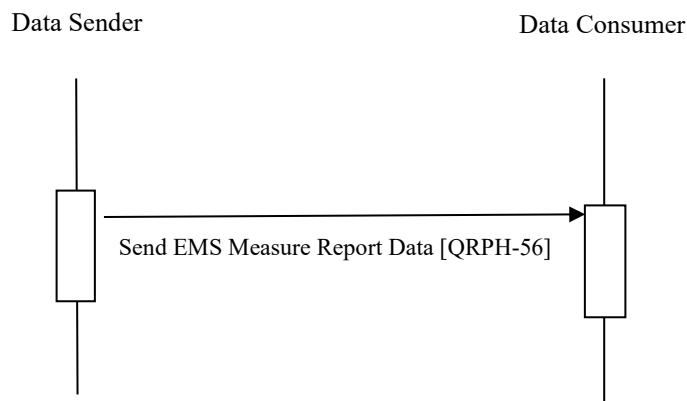 Data Sender
Data Consumer
Send EMS Measure Report Data [QRPH-56]